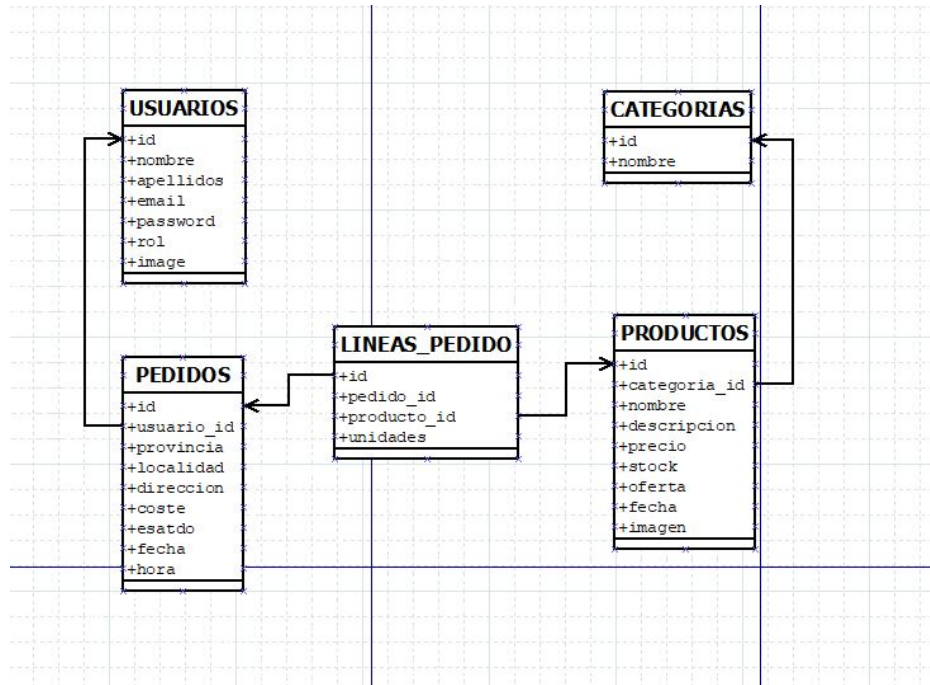 USUARIOS
+id
+nombre
+apellidos
+email
+password
+rol
+image
CATEGORIAS
+id
+nombre
PEDIDOS
+id
+usuario_id
+provincia
+localidad
+direccion
+coste
+esatdo
+fecha
+hora
LINEAS_PEDIDO
+id
+pedido_id
+producto_id
+unidades
PRODUCTOS
+id
+categoria_id
+nombre
+descripcion
+precio
+stock
+oferta
+fecha
+imagen